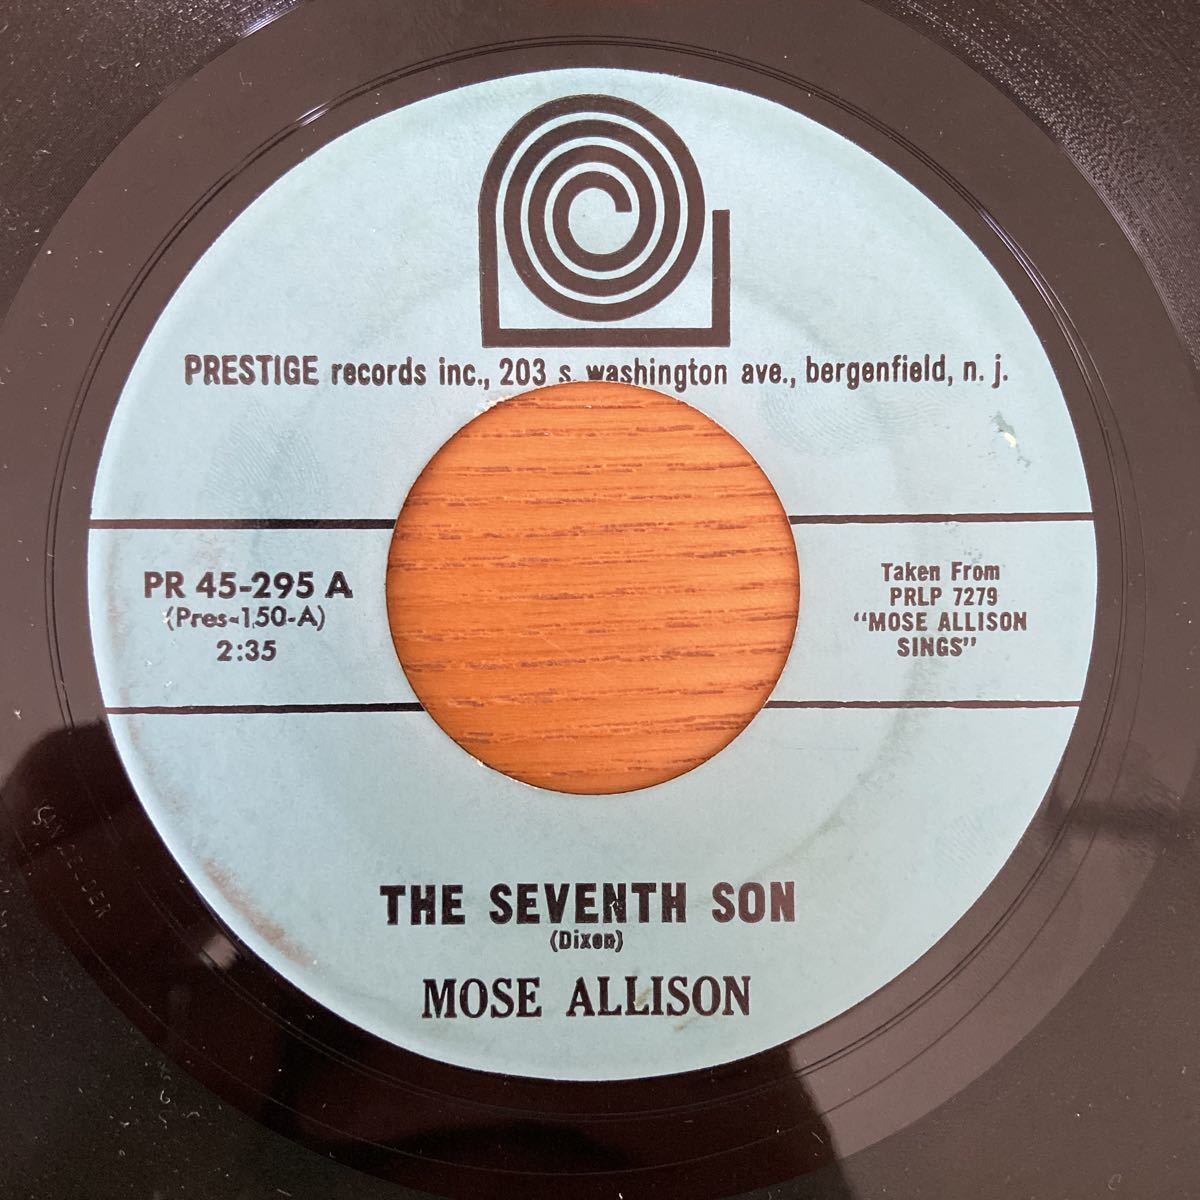 PRESTIGE records inc., 203 s. washington ave., bergenfield, n. j.
PR 45-295 A
(Pres-150-A)
2:35
Taken From
PRLP 7279
"MOSE ALLISON
SINGS"
THE SEVENTH SON
(Dixon)
MOSE ALLISON